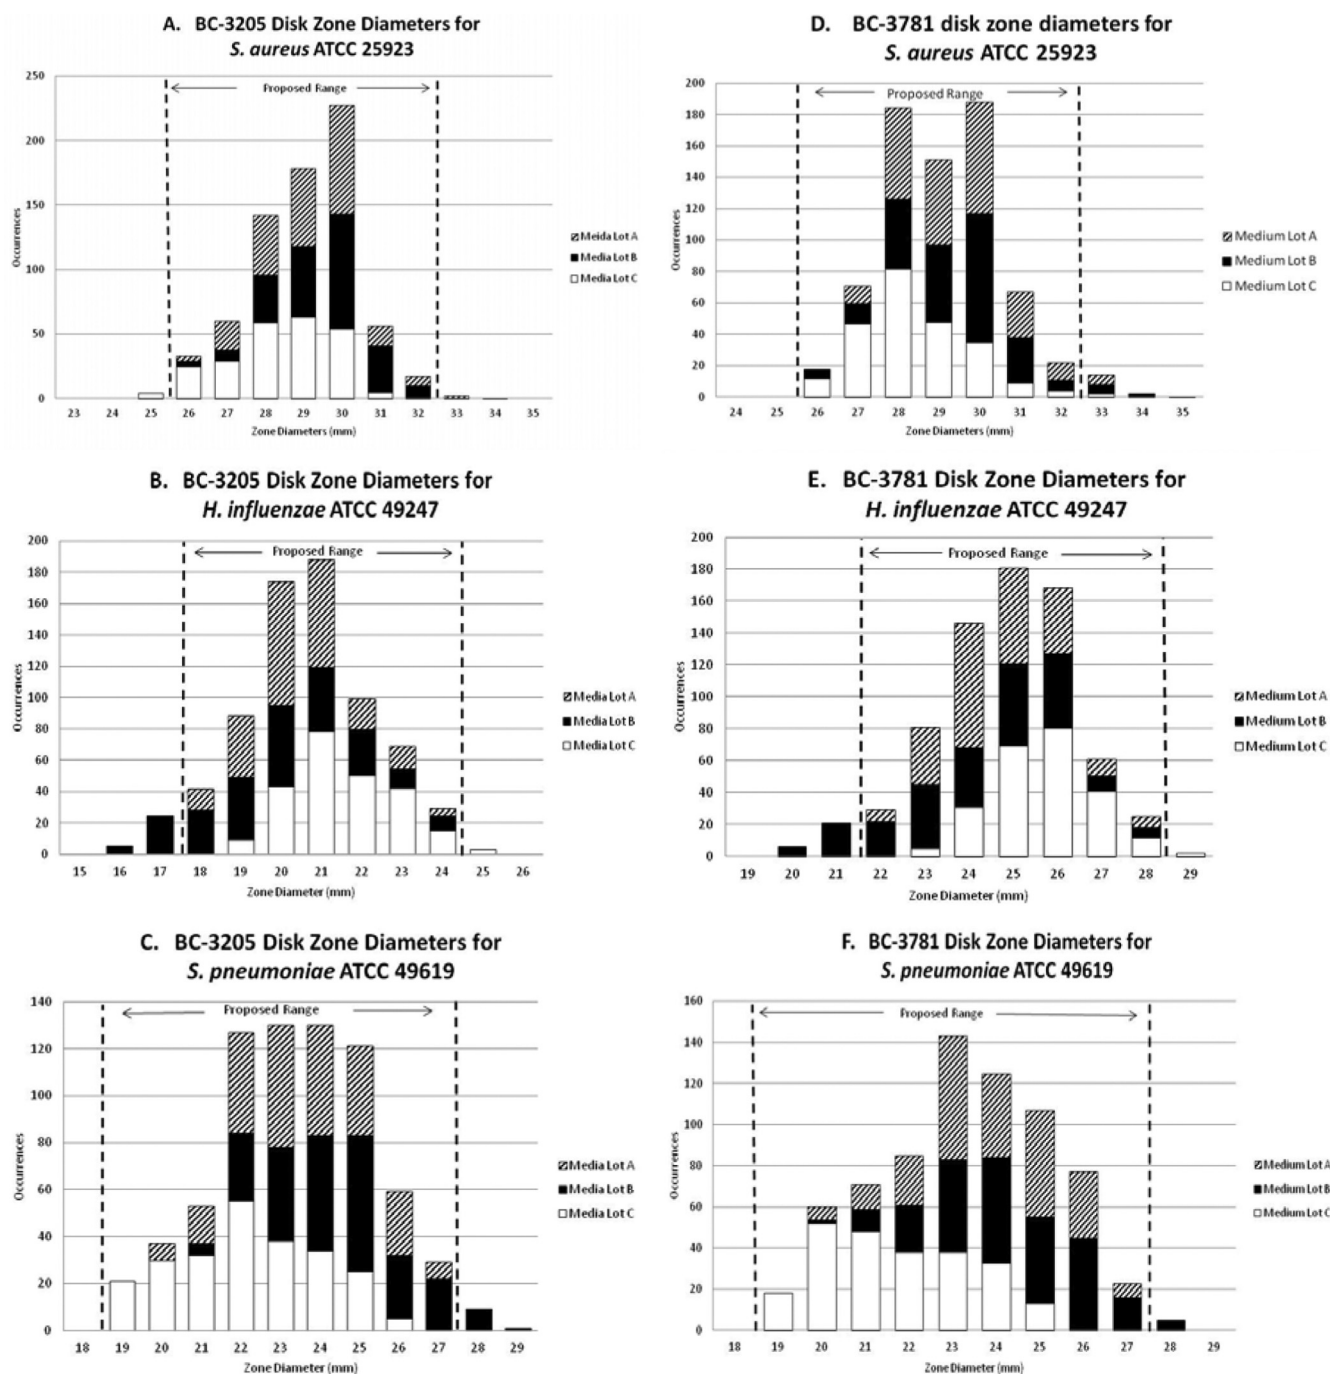 A. BC-3205 Disk Zone Diameters for
S. aureus ATCC 25923
250
200
150
100
50
0
Occurrences
Proposed Range
23 24 25 26 27 28 29 30 31 32 33 34 35
Zone Diameters (mm)
Meida Lot A
Media Lot B
Media Lot C
D. BC-3781 disk zone diameters for
S. aureus ATCC 25923
200
180
160
140
120
100
80
60
40
20
0
Occurrences
Proposed Range
24 25 26 27 28 29 30 31 32 33 34 35
Zone Diameters (mm)
Medium Lot A
Medium Lot B
Medium Lot C
B. BC-3205 Disk Zone Diameters for
H. influenzae ATCC 49247
200
180
160
140
120
100
80
60
40
20
0
Occurrences
Proposed Range
15 16 17 18 19 20 21 22 23 24 25 26
Zone Diameter (mm)
Media Lot A
Media Lot B
Media Lot C
E. BC-3781 Disk Zone Diameters for
H. influenzae ATCC 49247
200
180
160
140
120
100
80
60
40
20
0
Occurrences
Proposed Range
19 20 21 22 23 24 25 26 27 28 29
Zone Diameter (mm)
Medium Lot A
Medium Lot B
Medium Lot C
C. BC-3205 Disk Zone Diameters for
S. pneumoniae ATCC 49619
140
120
100
80
60
40
20
0
Occurrences
Proposed Range
18 19 20 21 22 23 24 25 26 27 28 29
Zone Diameter (mm)
Media Lot A
Media Lot B
Media Lot C
F. BC-3781 Disk Zone Diameters for
S. pneumoniae ATCC 49619
160
140
120
100
80
60
40
20
0
Occurrences
Proposed Range
18 19 20 21 22 23 24 25 26 27 28 29
Zone Diameter (mm)
Medium Lot A
Medium Lot B
Medium Lot C